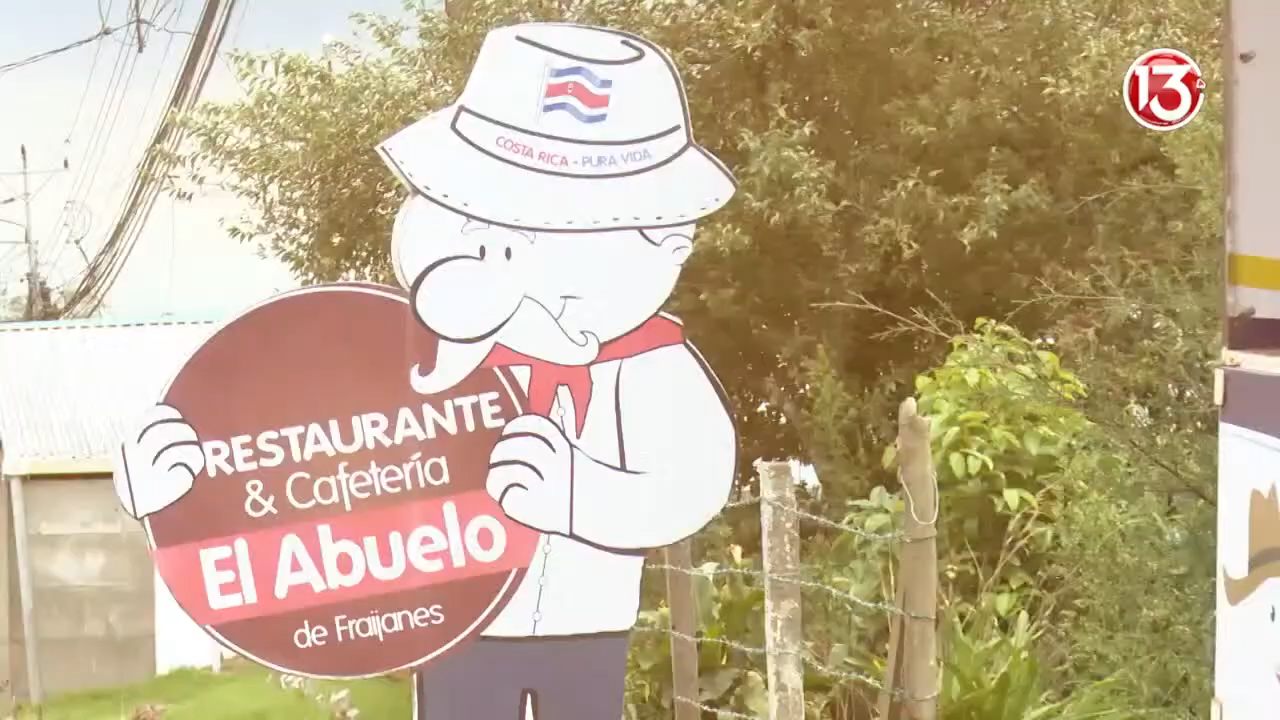 13
COSTA RICA - PURA VIDA
RESTAURANTE
& Cafetería
El Abuelo
de Fraijanes